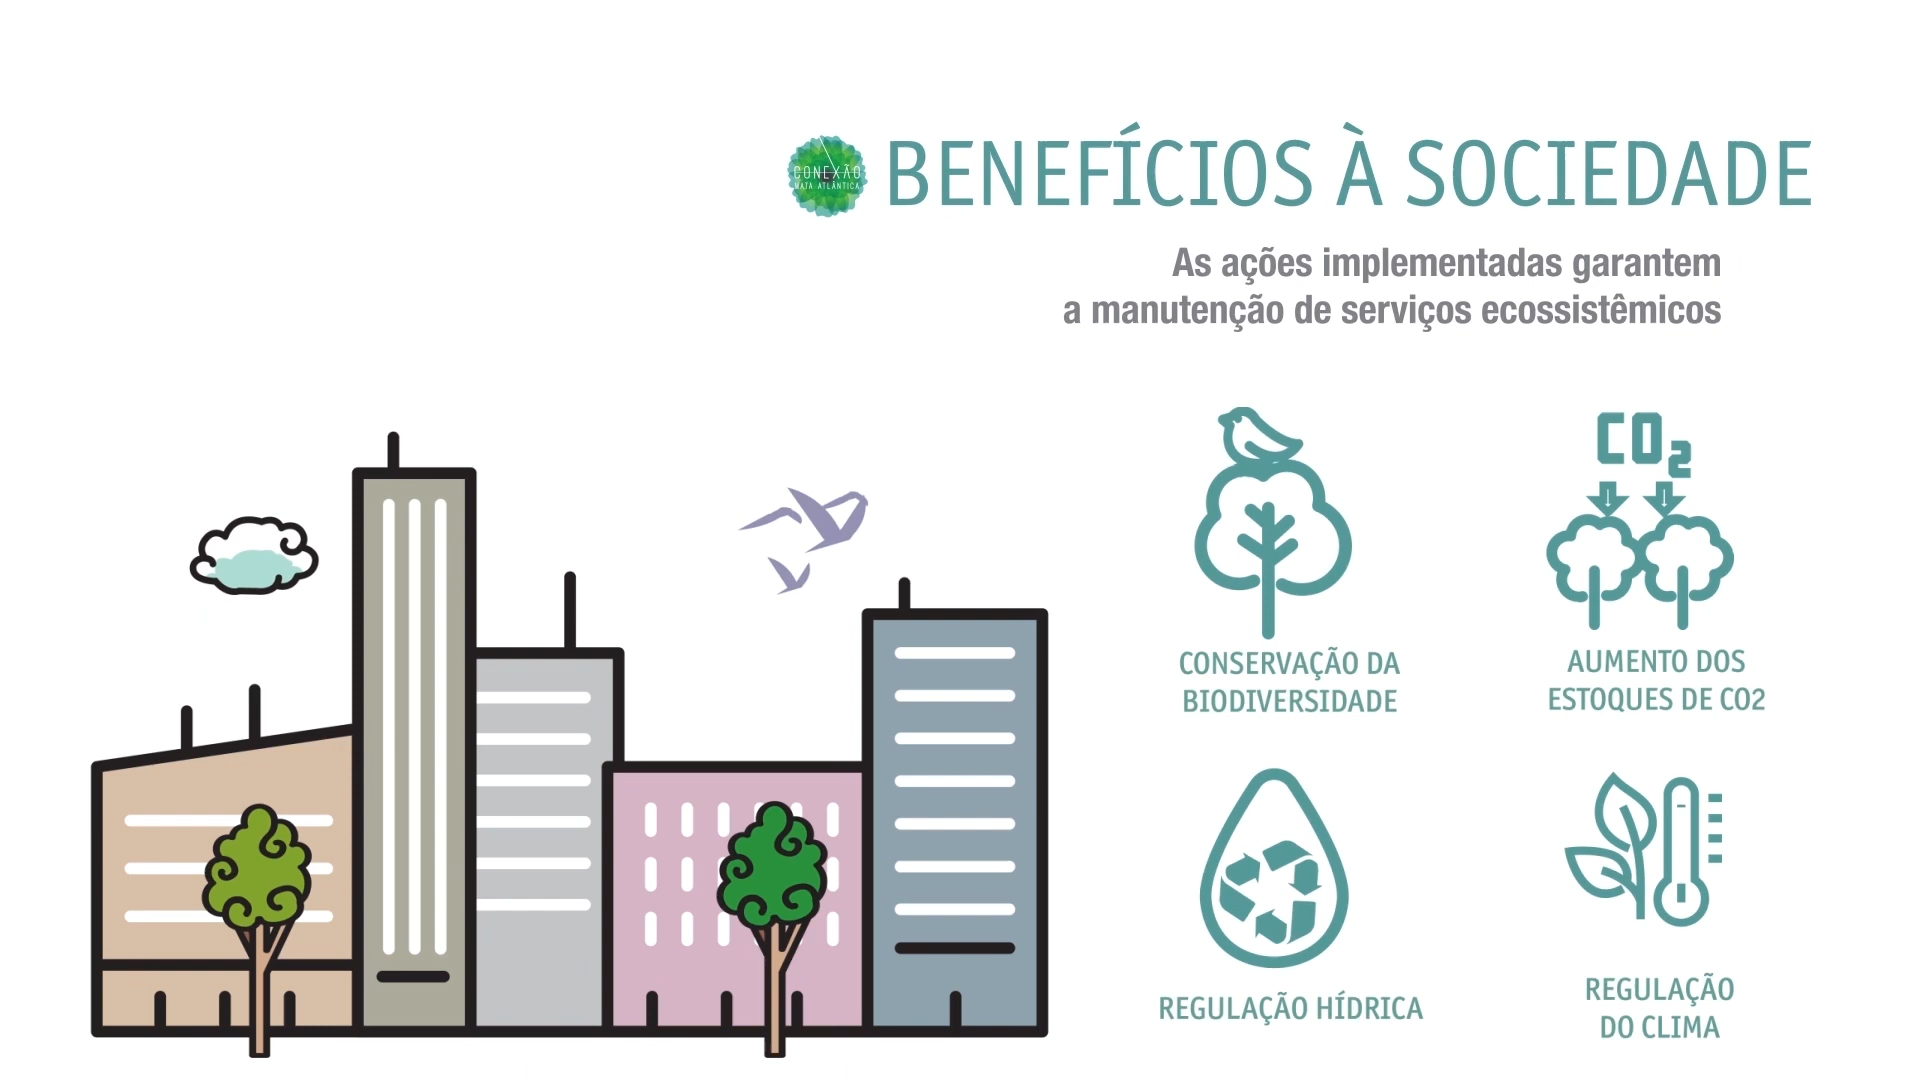 CONEXÃO
MATA ATLÂNTICA
BENEFÍCIOS À SOCIEDADE
As ações implementadas garantem
a manutenção de serviços ecossistêmicos
CO2
CONSERVAÇÃO DA
BIODIVERSIDADE
AUMENTO DOS
ESTOQUES DE CO2
REGULAÇÃO HÍDRICA
REGULAÇÃO
DO CLIMA